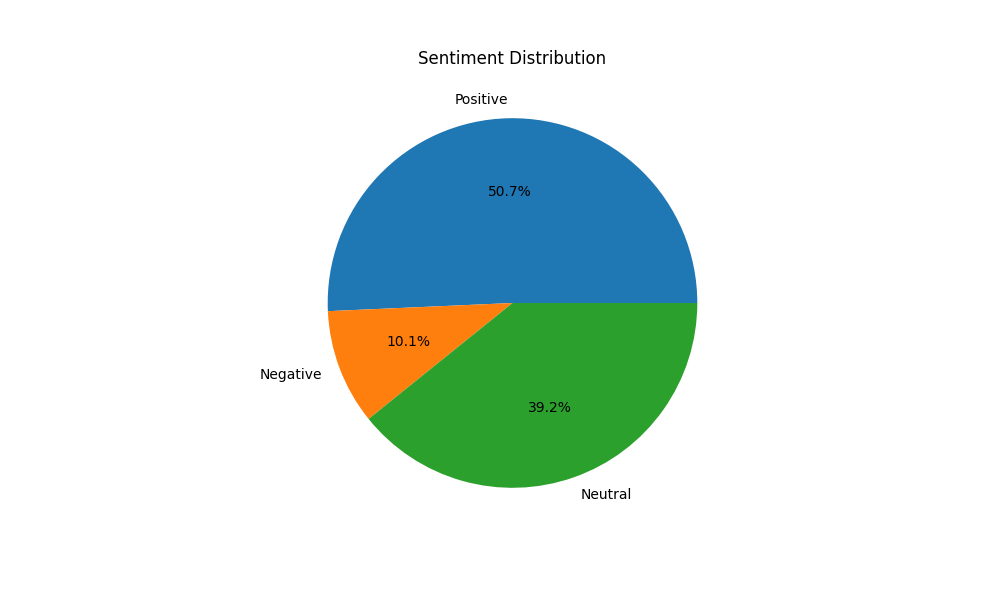 Sentiment Distribution
Positive
50.7%
10.1%
Negative
39.2%
Neutral